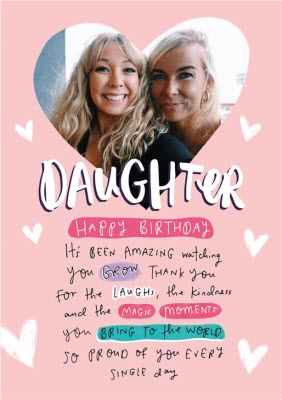 DAUGHTER
HAPPY BIRTHDAY
It's BEEN AMAZING watching
you GROW. THANK you
FOR the LAUGHS, the kindness
and the MAGIC MOMENTS
you BRING to the WORLD
SO PROUD OF you EVERY
SINGLE day